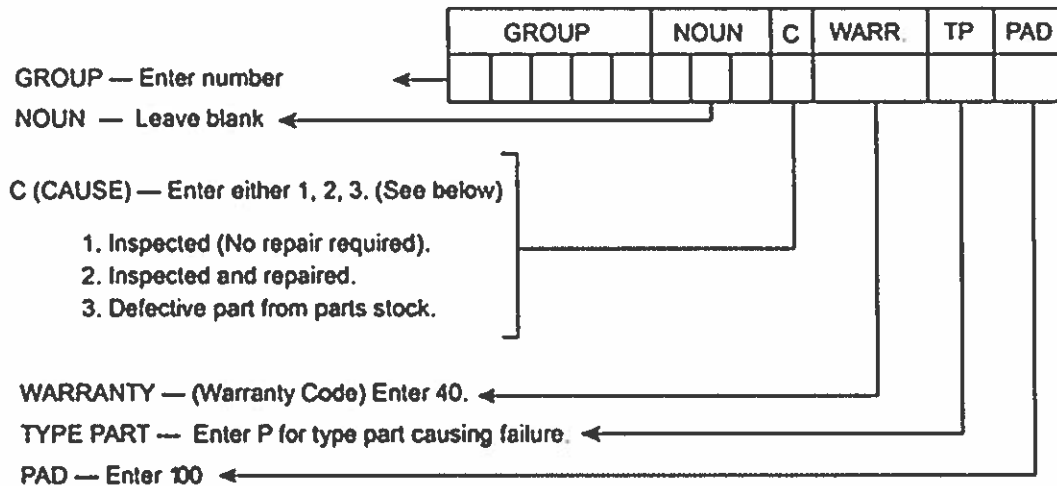 GROUP NOUN C WARR. TP PAD
GROUP — Enter number
NOUN — Leave blank
C (CAUSE) — Enter either 1, 2, 3. (See below)
1. Inspected (No repair required).
2. Inspected and repaired.
3. Defective part from parts stock.
WARRANTY — (Warranty Code) Enter 40.
TYPE PART — Enter P for type part causing failure.
PAD — Enter 100